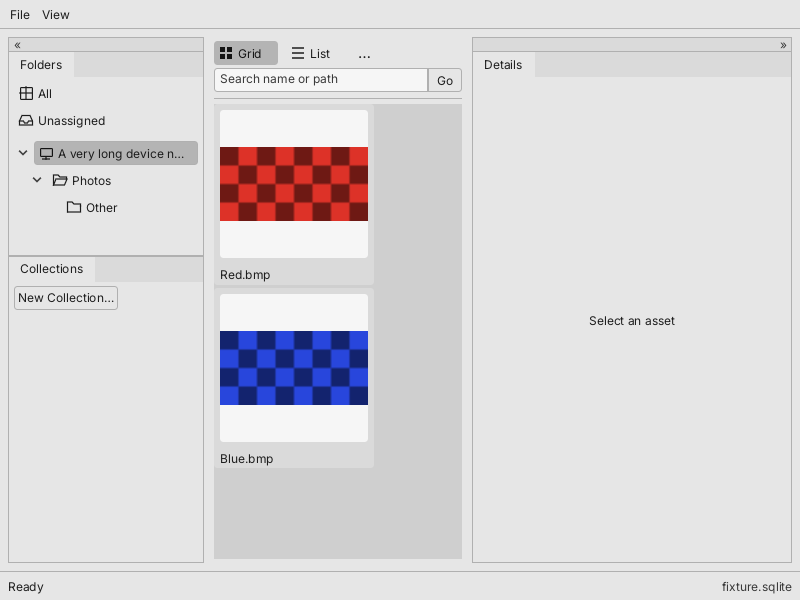 File View
«
Folders
All
Unassigned
A very long device n...
Photos
Other
Collections
New Collection...
Grid List ...
Search name or path Go
Red.bmp
Blue.bmp
»
Details
Select an asset
Ready
fixture.sqlite